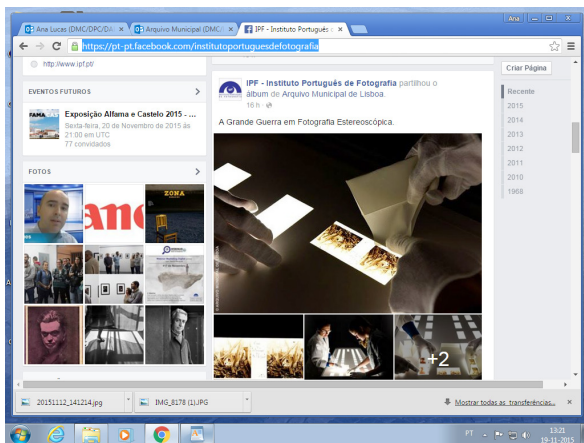 Ana
Ana Lucas (DMC/DPC/DA
Arquivo Municipal (DMC/
IPF - Instituto Português d
https://pt-pt.facebook.com/institutoportuguesdefotografia
http://www.ipf.pt/
EVENTOS FUTUROS
Exposição Alfama e Castelo 2015 - ...
Sexta-feira, 20 de Novembro de 2015 às
21:00 em UTC
77 convidados
FOTOS
ZONA
IPF - Instituto Português de Fotografia partilhou o
álbum de Arquivo Municipal de Lisboa.
16 h ·
A Grande Guerra em Fotografia Estereoscópica.
+2
Criar Página
Recente
2015
2014
2013
2012
2011
2010
1968
20151112_141214.jpg
IMG_8178 (1).JPG
Mostrar todas as transferências...
PT
13:21
19-11-2015